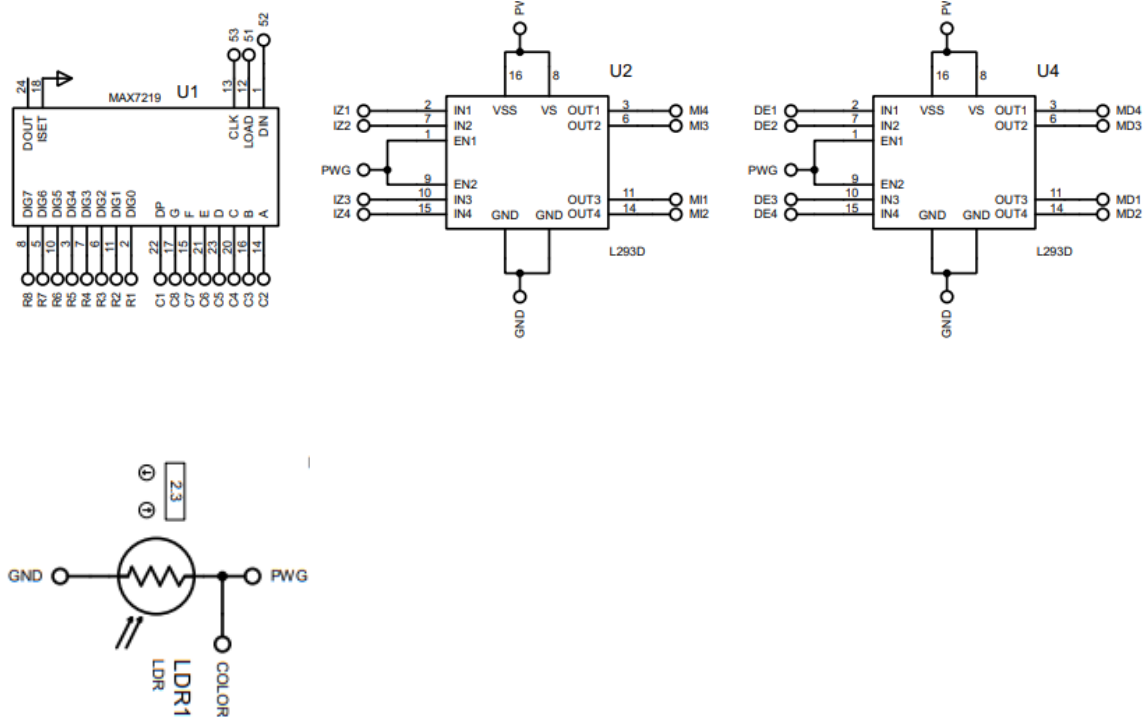 U1
MAX7219
24
18
53
51
52
13
12
1
DOUT
ISET
CLK
LOAD
DIN
DIG7
DIG6
DIG5
DIG4
DIG3
DIG2
DIG1
DIG0
DP
G
F
E
D
C
B
A
8
5
10
3
7
6
11
2
22
17
15
21
23
20
16
14
R8
R7
R6
R5
R4
R3
R2
R1
C1
C8
C7
C6
C5
C4
C3
C2
U2
16
8
IZ1 2 IN1 VSS VS OUT1 3 MI4
IZ2 7 IN2 OUT2 6 MI3
1 EN1
PWG
9 EN2
IZ3 10 IN3 OUT3 11 MI1
IZ4 15 IN4 GND GND OUT4 14 MI2
L293D
GND
U4
16
8
DE1 2 IN1 VSS VS OUT1 3 MD4
DE2 7 IN2 OUT2 6 MD3
1 EN1
PWG
9 EN2
DE3 10 IN3 OUT3 11 MD1
DE4 15 IN4 GND GND OUT4 14 MD2
L293D
GND
2.3
GND
PWG
LDR1
LDR
COLOR